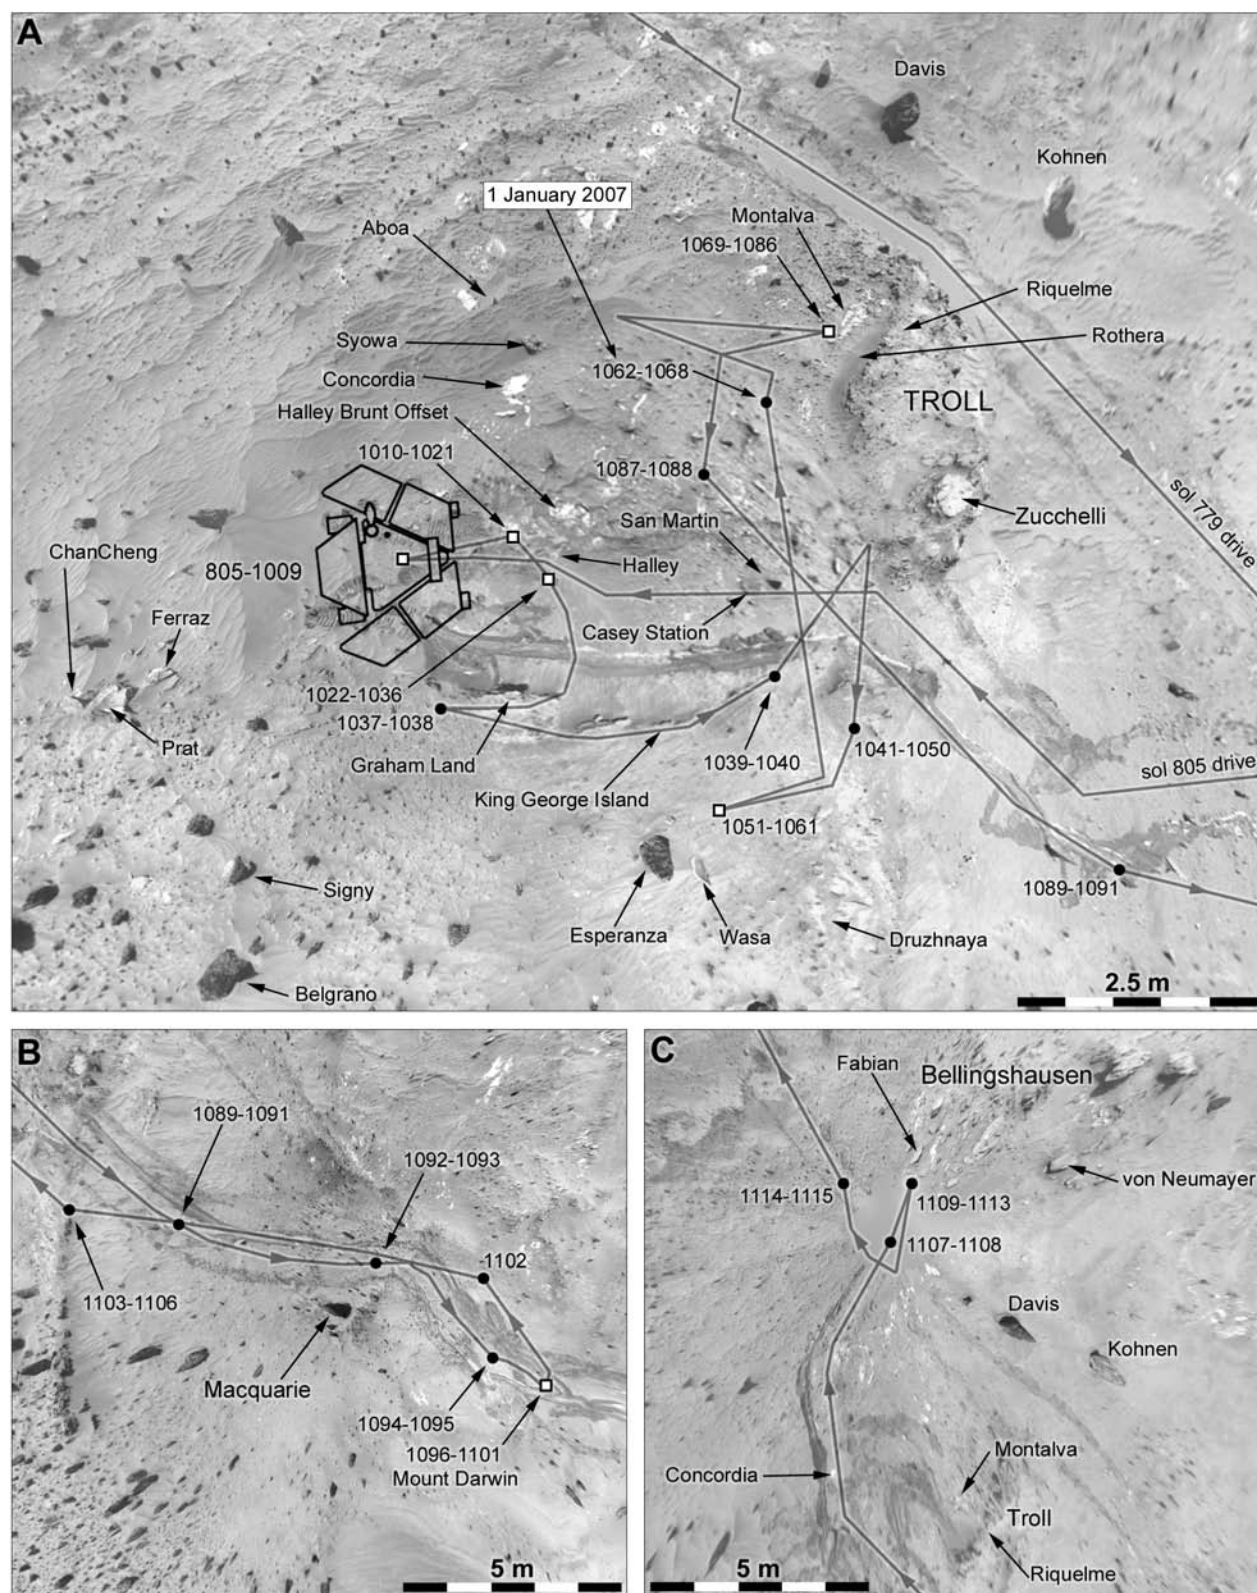 A
Davis
Kohnen
1 January 2007
Montalva
1069-1086
Aboa
Riquelme
Syowa
Rothera
1062-1068
Concordia
TROLL
Halley Brunt Offset
1010-1021
1087-1088
sol 779 drive
San Martin
Zucchelli
ChanCheng
805-1009
Halley
Ferraz
Casey Station
1022-1036
1037-1038
Prat
1041-1050
Graham Land
1039-1040
sol 805 drive
King George Island
1051-1061
Signy
1089-1091
Esperanza
Wasa
Druzhnaya
Belgrano
2.5 m
B
1089-1091
1092-1093
1102
1103-1106
Macquarie
1094-1095
1096-1101
Mount Darwin
5 m
C
Fabian
Bellingshausen
von Neumayer
1114-1115
1109-1113
1107-1108
Davis
Kohnen
Montalva
Concordia
Troll
Riquelme
5 m